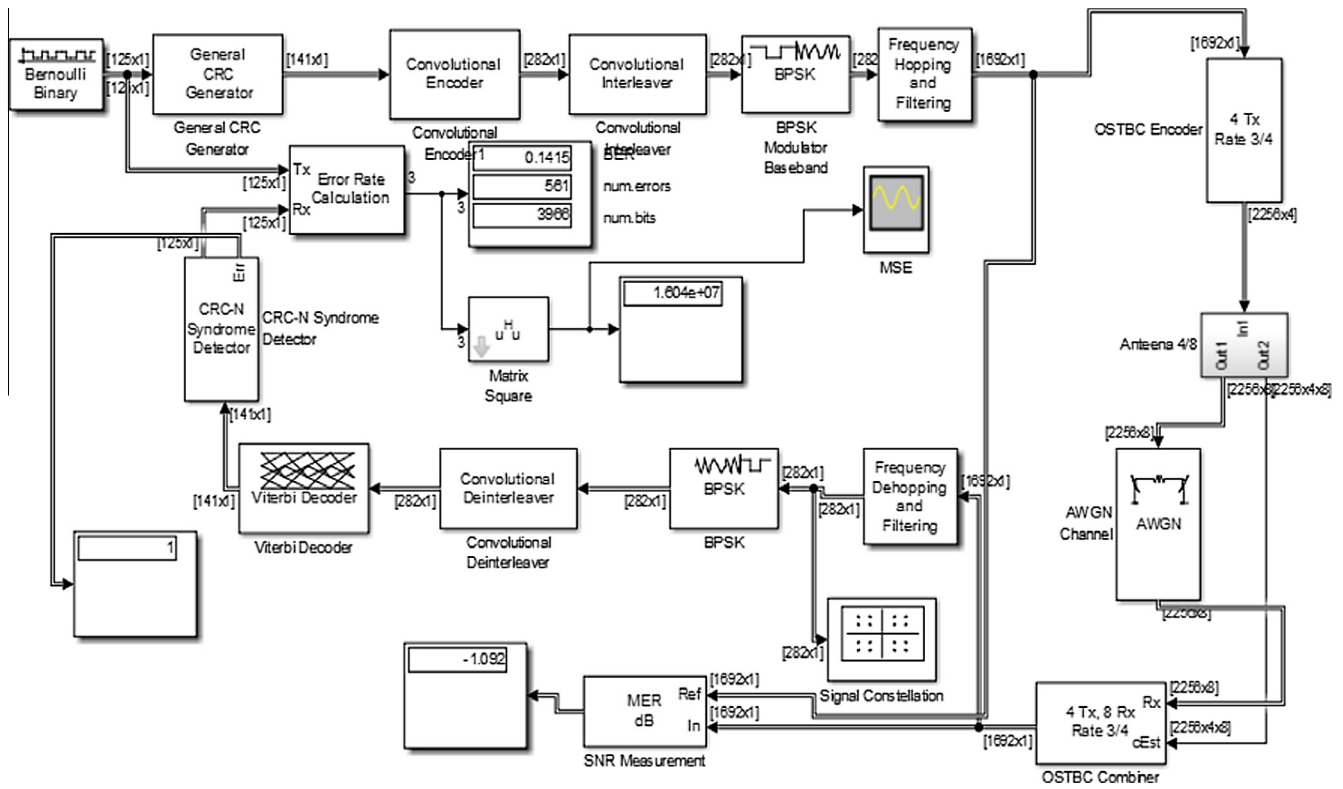 Bernoulli
Binary
[125x1]
[125x1]
General
CRC
Generator
General CRC
Generator
[141x1]
Convolutional
Encoder
Convolutional
Encoder1
[282x1]
Convolutional
Interleaver
Convolutional
Interleaver
[282x1]
BPSK
BPSK
Modulator
Baseband
[282
Frequency
Hopping
and
Filtering
[1692x1]
[1692x1]
4 Tx
Rate 3/4
OSTBC Encoder
[2256x4]
Tx
Rx
Error Rate
Calculation
[125x1]
[125x1]
[125x1]
3
3
0.1415
561
3966
BER
num.errors
num.bits
MSE
1.604e+07
uHu
3
Matrix
Square
Err
CRC-N
Syndrome
Detector
CRC-N Syndrome
Detector
[141x1]
In1
Out1
Out2
Anteena 4/8
[2256x8]
[2256x4x8]
[2256x8]
AWGN
AWGN
Channel
[2256x8]
Viterbi Decoder
Viterbi Decoder
[141x1]
[282x1]
Convolutional
Deinterleaver
Convolutional
Deinterleaver
[282x1]
BPSK
BPSK
[282x1]
[282x1]
Frequency
Dehopping
and
Filtering
[1692x1]
1
[282x1]
Signal Constellation
-1.092
MER
dB
Ref
In
SNR Measurement
[1692x1]
[1692x1]
[1692x1]
4 Tx, 8 Rx
Rate 3/4
Rx
cEst
[2256x8]
[2256x4x8]
OSTBC Combiner